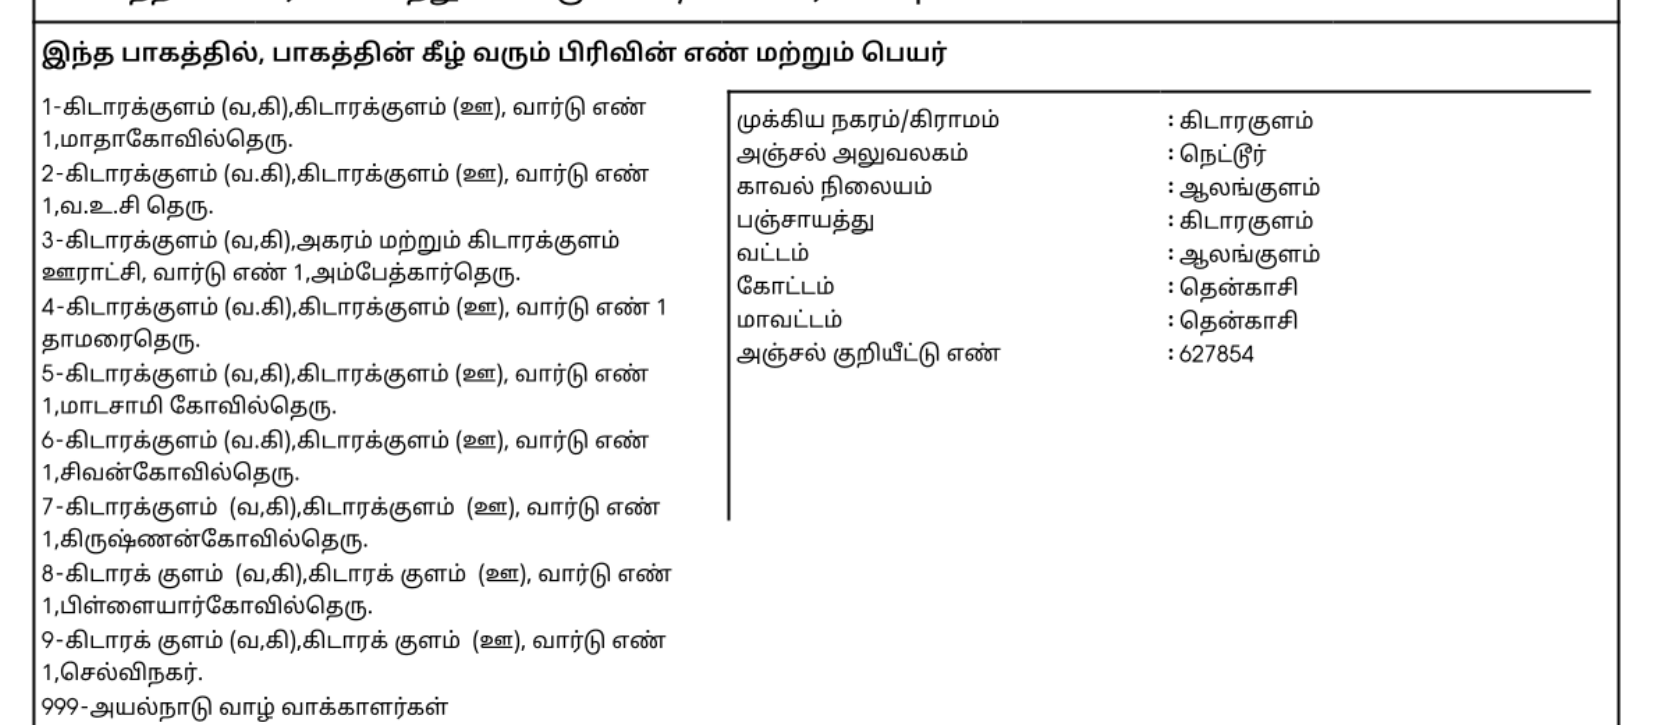 இந்த பாகத்தில், பாகத்தின் கீழ் வரும் பிரிவின் எண் மற்றும் பெயர்
1-கிடாரக்குளம் (வ,கி),கிடாரக்குளம் (ஊ), வார்டு எண்
1,மாதாகோவில்தெரு.
2-கிடாரக்குளம் (வ.கி),கிடாரக்குளம் (ஊ), வார்டு எண்
1,வ.உ.சி தெரு.
3-கிடாரக்குளம் (வ,கி),அகரம் மற்றும் கிடாரக்குளம்
ஊராட்சி, வார்டு எண் 1,அம்பேத்கார்தெரு.
4-கிடாரக்குளம் (வ.கி),கிடாரக்குளம் (ஊ), வார்டு எண் 1
தாமரைதெரு.
5-கிடாரக்குளம் (வ,கி),கிடாரக்குளம் (ஊ), வார்டு எண்
1,மாடசாமி கோவில்தெரு.
6-கிடாரக்குளம் (வ.கி),கிடாரக்குளம் (ஊ), வார்டு எண்
1,சிவன்கோவில்தெரு.
7-கிடாரக்குளம் (வ,கி),கிடாரக்குளம் (ஊ), வார்டு எண்
1,கிருஷ்ணன்கோவில்தெரு.
8-கிடாரக் குளம் (வ,கி),கிடாரக் குளம் (ஊ), வார்டு எண்
1,பிள்ளையார்கோவில்தெரு.
9-கிடாரக் குளம் (வ,கி),கிடாரக் குளம் (ஊ), வார்டு எண்
1,செல்விநகர்.
999-அயல்நாடு வாழ் வாக்காளர்கள்
முக்கிய நகரம்/கிராமம் : கிடாரகுளம்
அஞ்சல் அலுவலகம் : நெட்டூர்
காவல் நிலையம் : ஆலங்குளம்
பஞ்சாயத்து : கிடாரகுளம்
வட்டம் : ஆலங்குளம்
கோட்டம் : தென்காசி
மாவட்டம் : தென்காசி
அஞ்சல் குறியீட்டு எண் : 627854